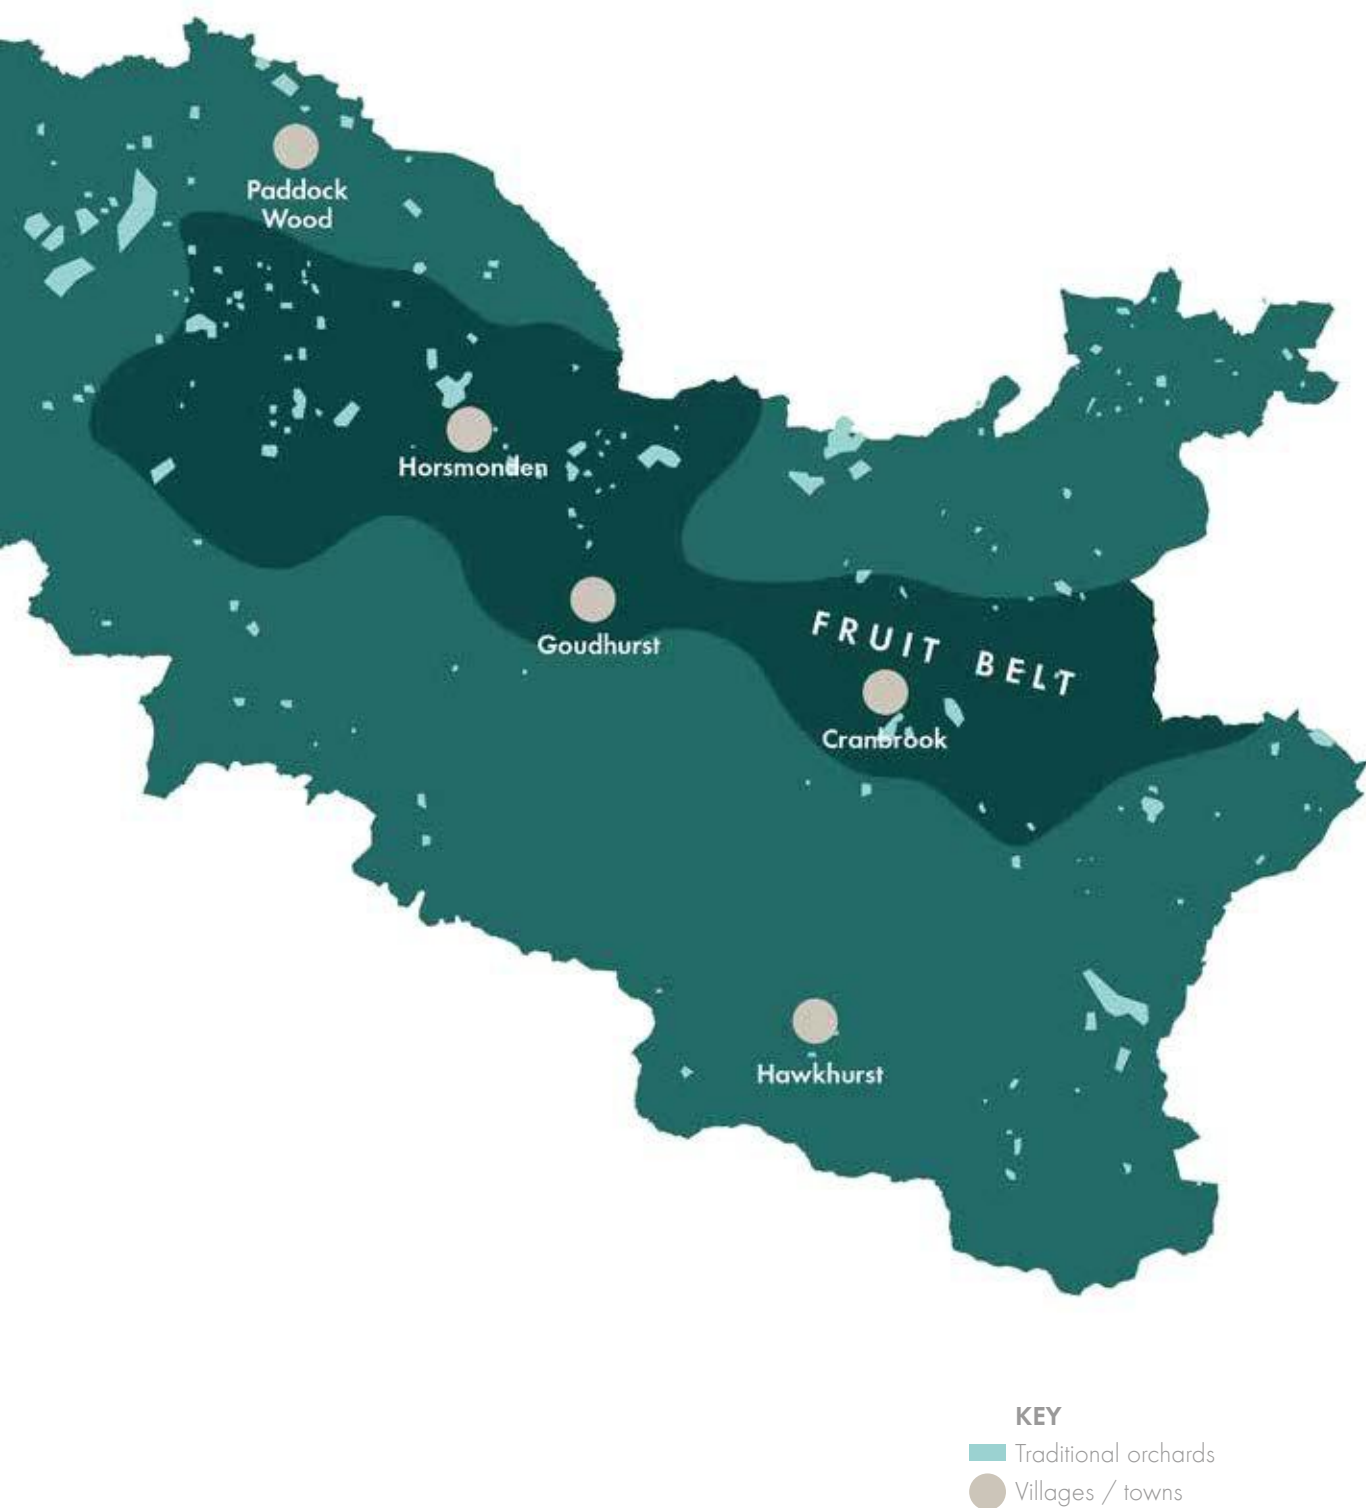 Paddock
Wood
Horsmonden
Goudhurst
FRUIT BELT
Cranbrook
Hawkhurst
KEY
Traditional orchards
Villages / towns